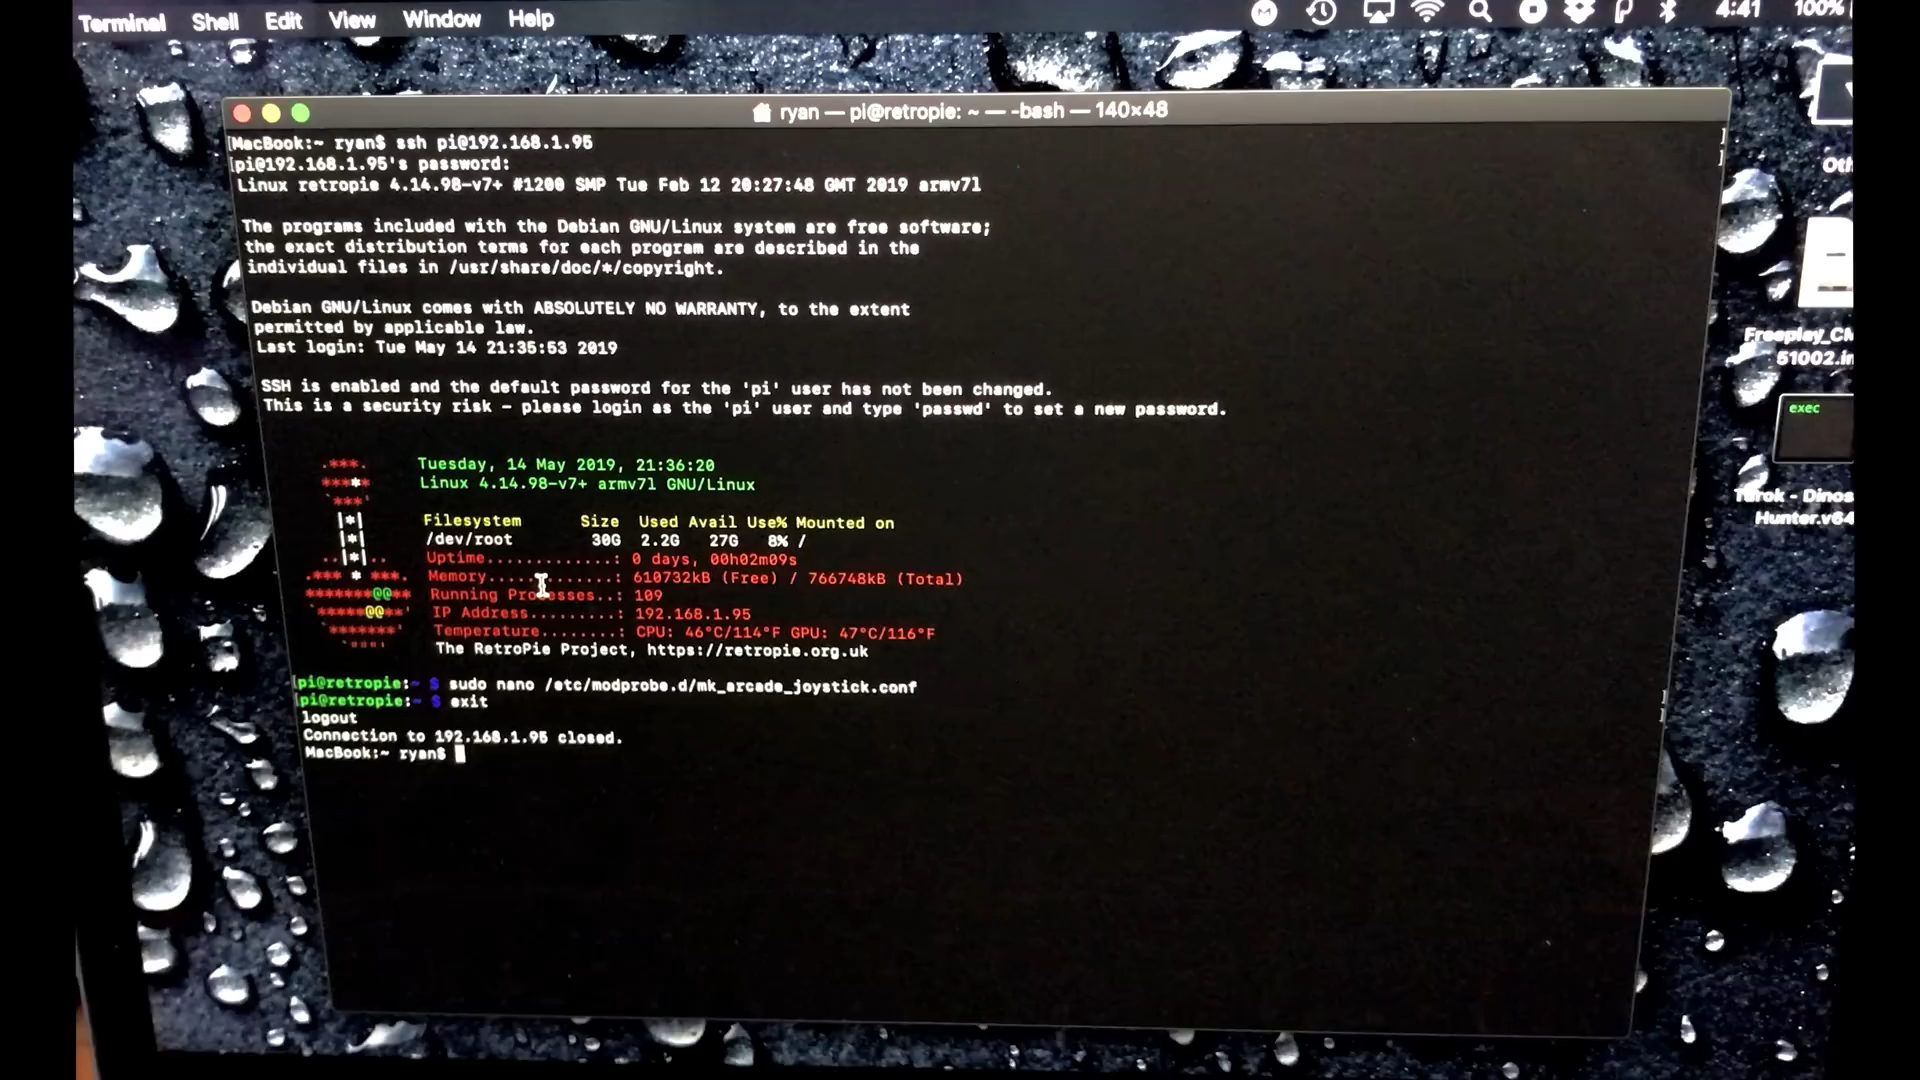 Terminal Shell Edit View Window Help 4:41 100%
ryan — pi@retropie: ~ — -bash — 140×48
MacBook:~ ryan$ ssh pi@192.168.1.95
pi@192.168.1.95's password:
Linux retropie 4.14.98-v7+ #1200 SMP Tue Feb 12 20:27:48 GMT 2019 armv7l
The programs included with the Debian GNU/Linux system are free software;
the exact distribution terms for each program are described in the
individual files in /usr/share/doc/*/copyright.
Debian GNU/Linux comes with ABSOLUTELY NO WARRANTY, to the extent
permitted by applicable law.
Last login: Tue May 14 21:35:53 2019
SSH is enabled and the default password for the 'pi' user has not been changed.
This is a security risk – please login as the 'pi' user and type 'passwd' to set a new password.
Tuesday, 14 May 2019, 21:36:20
Linux 4.14.98-v7+ armv7l GNU/Linux
Filesystem Size Used Avail Use% Mounted on
/dev/root 30G 2.2G 27G 8% /
Uptime.............: 0 days, 00h02m09s
Memory.............: 610732kB (Free) / 766748kB (Total)
Running Processes..: 109
IP Address.........: 192.168.1.95
Temperature........: CPU: 46°C/114°F GPU: 47°C/116°F
The RetroPie Project, https://retropie.org.uk
pi@retropie:~ $ sudo nano /etc/modprobe.d/mk_arcade_joystick.conf
pi@retropie:~ $ exit
logout
Connection to 192.168.1.95 closed.
MacBook:~ ryan$
Oth
Freeplay_CM
51002.im
exec
Turok - Dinos
Hunter.v64